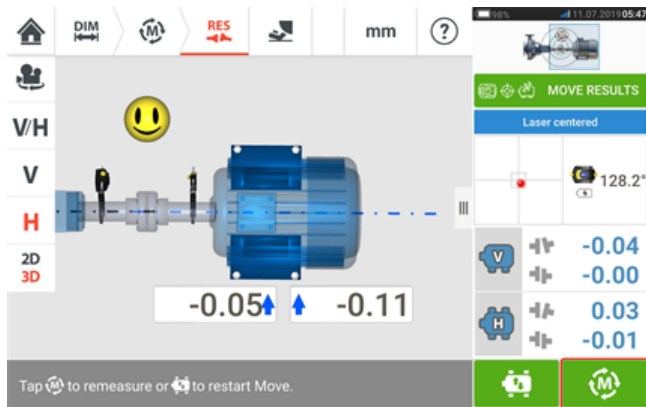 DIM
M
RES
mm
?
98% 11.07.2019 05:47
MOVE RESULTS
Laser centered
V/H
V
H
2D
3D
128.2°
V -0.04
-0.00
H 0.03
-0.01
-0.05 -0.11
Tap M to remeasure or to restart Move.
M